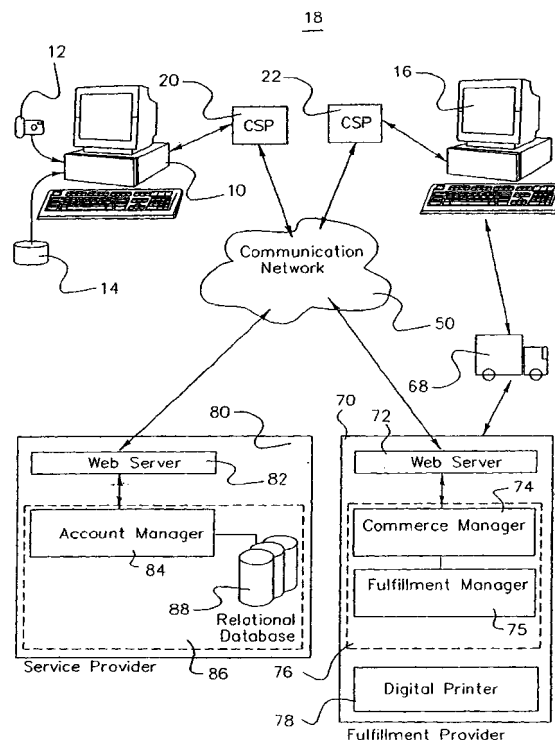 18
12
20
22
16
CSP
CSP
10
14
Communication
Network
50
68
80
70
72
Web Server
82
Web Server
74
Account Manager
84
Commerce Manager
Fulfillment Manager
88
75
Relational
Database
86
76
Service Provider
Digital Printer
78
Fulfillment Provider